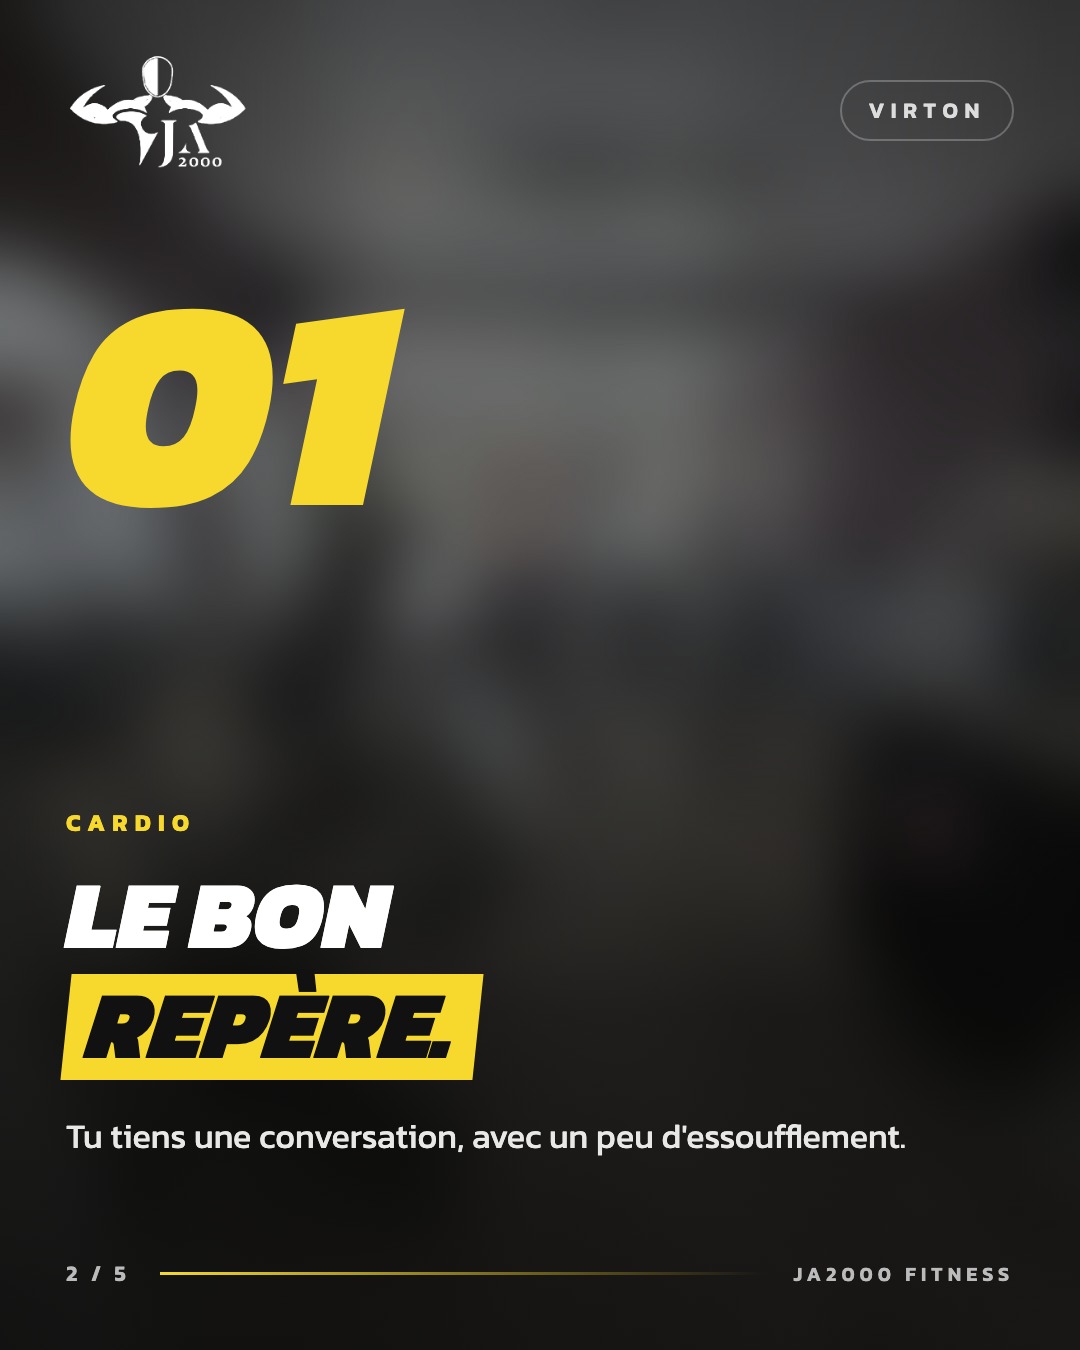 JA
2000
VIRTON
01
CARDIO
LE BON
REPÈRE.
Tu tiens une conversation, avec un peu d'essoufflement.
2 / 5
JA2000 FITNESS